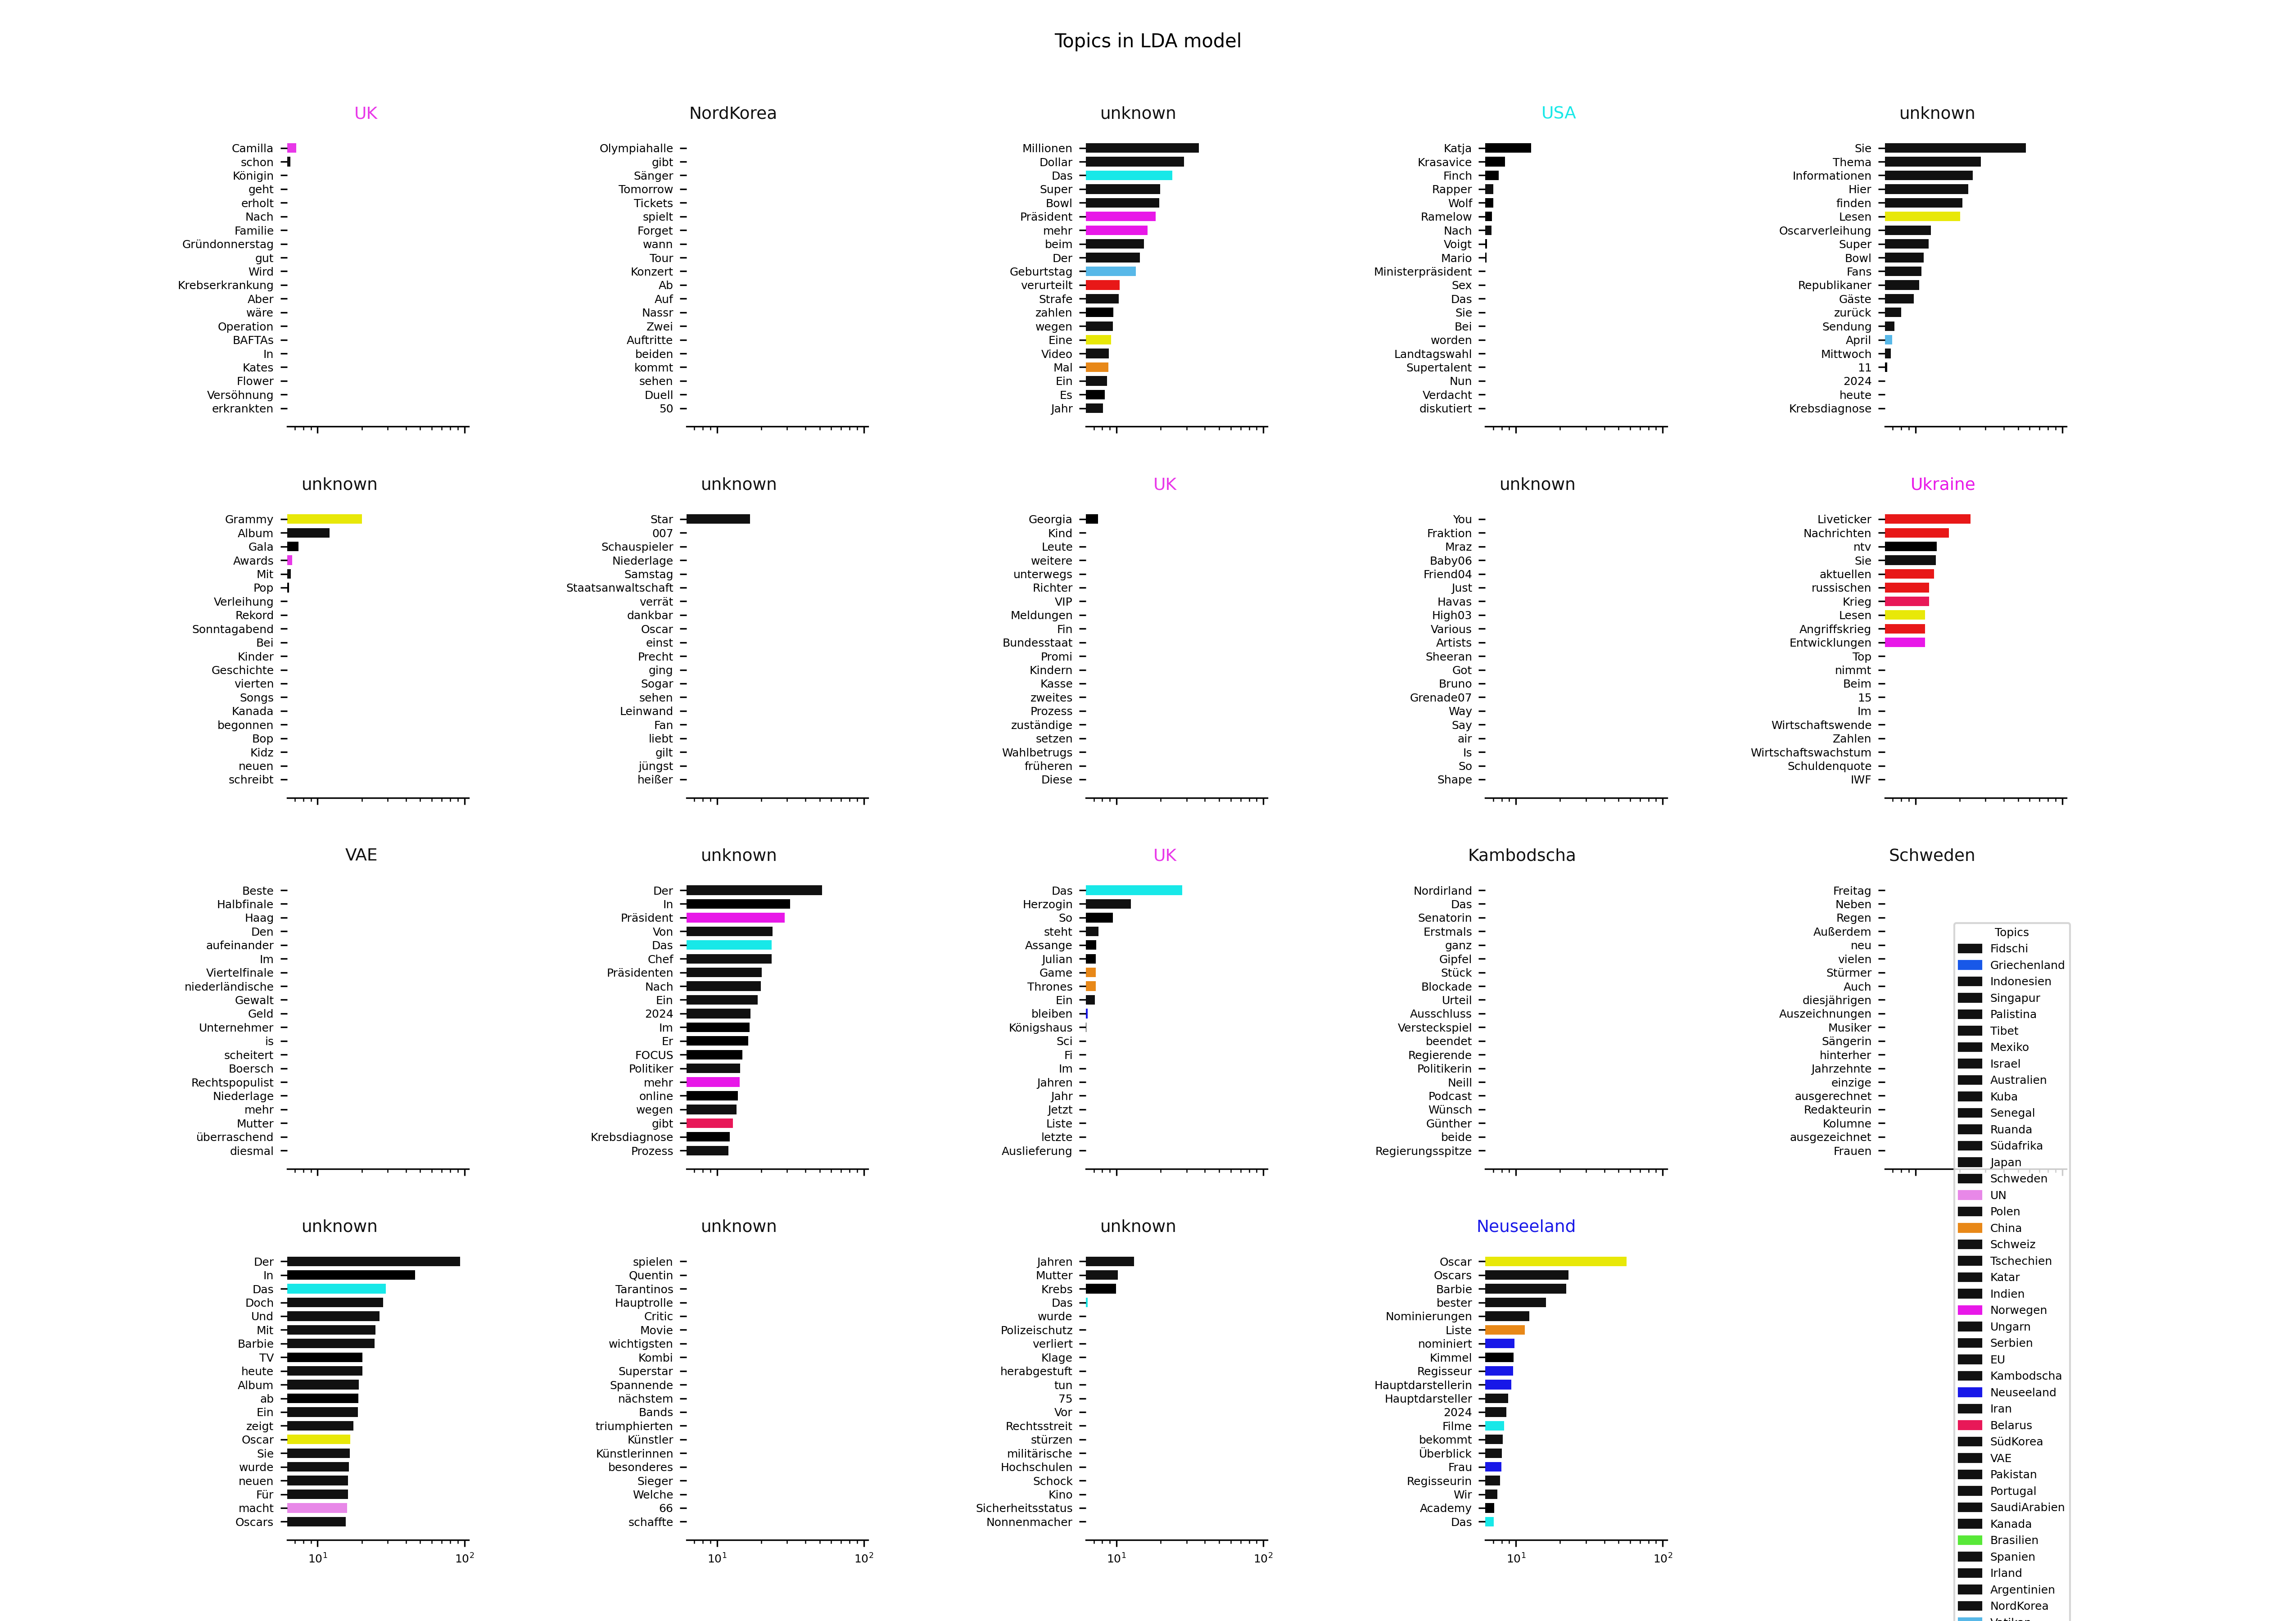 Topics in LDA model
UK
Camilla
schon
Königin
geht
erholt
Nach
Familie
Gründonnerstag
gut
Wird
Krebserkrankung
Aber
wäre
Operation
BAFTAs
In
Kates
Flower
Versöhnung
erkrankten
NordKorea
Olympiahalle
gibt
Sänger
Tomorrow
Tickets
spielt
Forget
wann
Tour
Konzert
Ab
Auf
Nassr
Zwei
Auftritte
beiden
kommt
sehen
Duell
50
unknown
Millionen
Dollar
Das
Super
Bowl
Präsident
mehr
beim
Der
Geburtstag
verurteilt
Strafe
zahlen
wegen
Eine
Video
Mal
Ein
Es
Jahr
USA
Katja
Krasavice
Finch
Rapper
Wolf
Ramelow
Nach
Voigt
Mario
Ministerpräsident
Sex
Das
Sie
Bei
worden
Landtagswahl
Supertalent
Nun
Verdacht
diskutiert
unknown
Sie
Thema
Informationen
Hier
finden
Lesen
Oscarverleihung
Super
Bowl
Fans
Republikaner
Gäste
zurück
Sendung
April
Mittwoch
11
2024
heute
Krebsdiagnose
unknown
Grammy
Album
Gala
Awards
Mit
Pop
Verleihung
Rekord
Sonntagabend
Bei
Kinder
Geschichte
vierten
Songs
Kanada
begonnen
Bop
Kidz
neuen
schreibt
unknown
Star
007
Schauspieler
Niederlage
Samstag
Staatsanwaltschaft
verrät
dankbar
Oscar
einst
Precht
ging
Sogar
sehen
Leinwand
Fan
liebt
gilt
jüngst
heißer
UK
Georgia
Kind
Leute
weitere
unterwegs
Richter
VIP
Meldungen
Fin
Bundesstaat
Promi
Kindern
Kasse
zweites
Prozess
zuständige
setzen
Wahlbetrugs
früheren
Diese
unknown
You
Fraktion
Mraz
Baby06
Friend04
Just
Havas
High03
Various
Artists
Sheeran
Got
Bruno
Grenade07
Way
Say
air
Is
So
Shape
Ukraine
Liveticker
Nachrichten
ntv
Sie
aktuellen
russischen
Krieg
Lesen
Angriffskrieg
Entwicklungen
Top
nimmt
Beim
15
Im
Wirtschaftswende
Zahlen
Wirtschaftswachstum
Schuldenquote
IWF
VAE
Beste
Halbfinale
Haag
Den
aufeinander
Im
Viertelfinale
niederländische
Gewalt
Geld
Unternehmer
is
scheitert
Boersch
Rechtspopulist
Niederlage
mehr
Mutter
überraschend
diesmal
unknown
Der
In
Präsident
Von
Das
Chef
Präsidenten
Nach
Ein
2024
Im
Er
FOCUS
Politiker
mehr
online
wegen
gibt
Krebsdiagnose
Prozess
UK
Das
Herzogin
So
steht
Assange
Julian
Game
Thrones
Ein
bleiben
Königshaus
Sci
Fi
Im
Jahren
Jahr
Jetzt
Liste
letzte
Auslieferung
Kambodscha
Nordirland
Das
Senatorin
Erstmals
ganz
Gipfel
Stück
Blockade
Urteil
Ausschluss
Versteckspiel
beendet
Regierende
Politikerin
Neill
Podcast
Wünsch
Günther
beide
Regierungsspitze
Schweden
Freitag
Neben
Regen
Außerdem
neu
vielen
Stürmer
Auch
diesjährigen
Auszeichnungen
Musiker
Sängerin
hinterher
Jahrzehnte
einzige
ausgerechnet
Redakteurin
Kolumne
ausgezeichnet
Frauen
unknown
Der
In
Das
Doch
Und
Mit
Barbie
TV
heute
Album
ab
Ein
zeigt
Oscar
Sie
wurde
neuen
Für
macht
Oscars
10¹ 10²
unknown
spielen
Quentin
Tarantinos
Hauptrolle
Critic
Movie
wichtigsten
Kombi
Superstar
Spannende
nächstem
Bands
triumphierten
Künstler
Künstlerinnen
besonderes
Sieger
Welche
66
schaffte
10¹ 10²
unknown
Jahren
Mutter
Krebs
Das
wurde
Polizeischutz
verliert
Klage
herabgestuft
tun
75
Vor
Rechtsstreit
stürzen
militärische
Hochschulen
Schock
Kino
Sicherheitsstatus
Nonnenmacher
10¹ 10²
Neuseeland
Oscar
Oscars
Barbie
bester
Nominierungen
Liste
nominiert
Kimmel
Regisseur
Hauptdarstellerin
Hauptdarsteller
2024
Filme
bekommt
Überblick
Frau
Regisseurin
Wir
Academy
Das
10¹ 10²
Topics
Fidschi
Griechenland
Indonesien
Singapur
Palistina
Tibet
Mexiko
Israel
Australien
Kuba
Senegal
Ruanda
Südafrika
Japan
Schweden
UN
Polen
China
Schweiz
Tschechien
Katar
Indien
Norwegen
Ungarn
Serbien
EU
Kambodscha
Neuseeland
Iran
Belarus
SüdKorea
VAE
Pakistan
Portugal
SaudiArabien
Kanada
Brasilien
Spanien
Irland
Argentinien
NordKorea